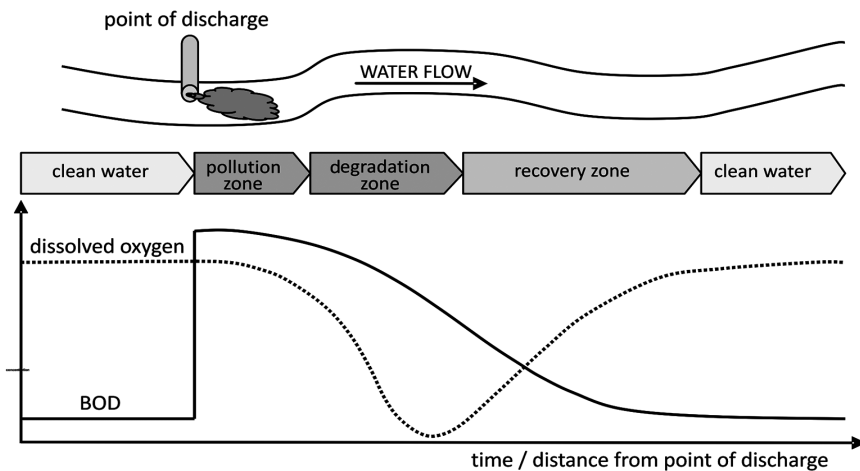 point of discharge
WATER FLOW
clean water
pollution
zone
degradation
zone
recovery zone
clean water
dissolved oxygen
BOD
time / distance from point of discharge